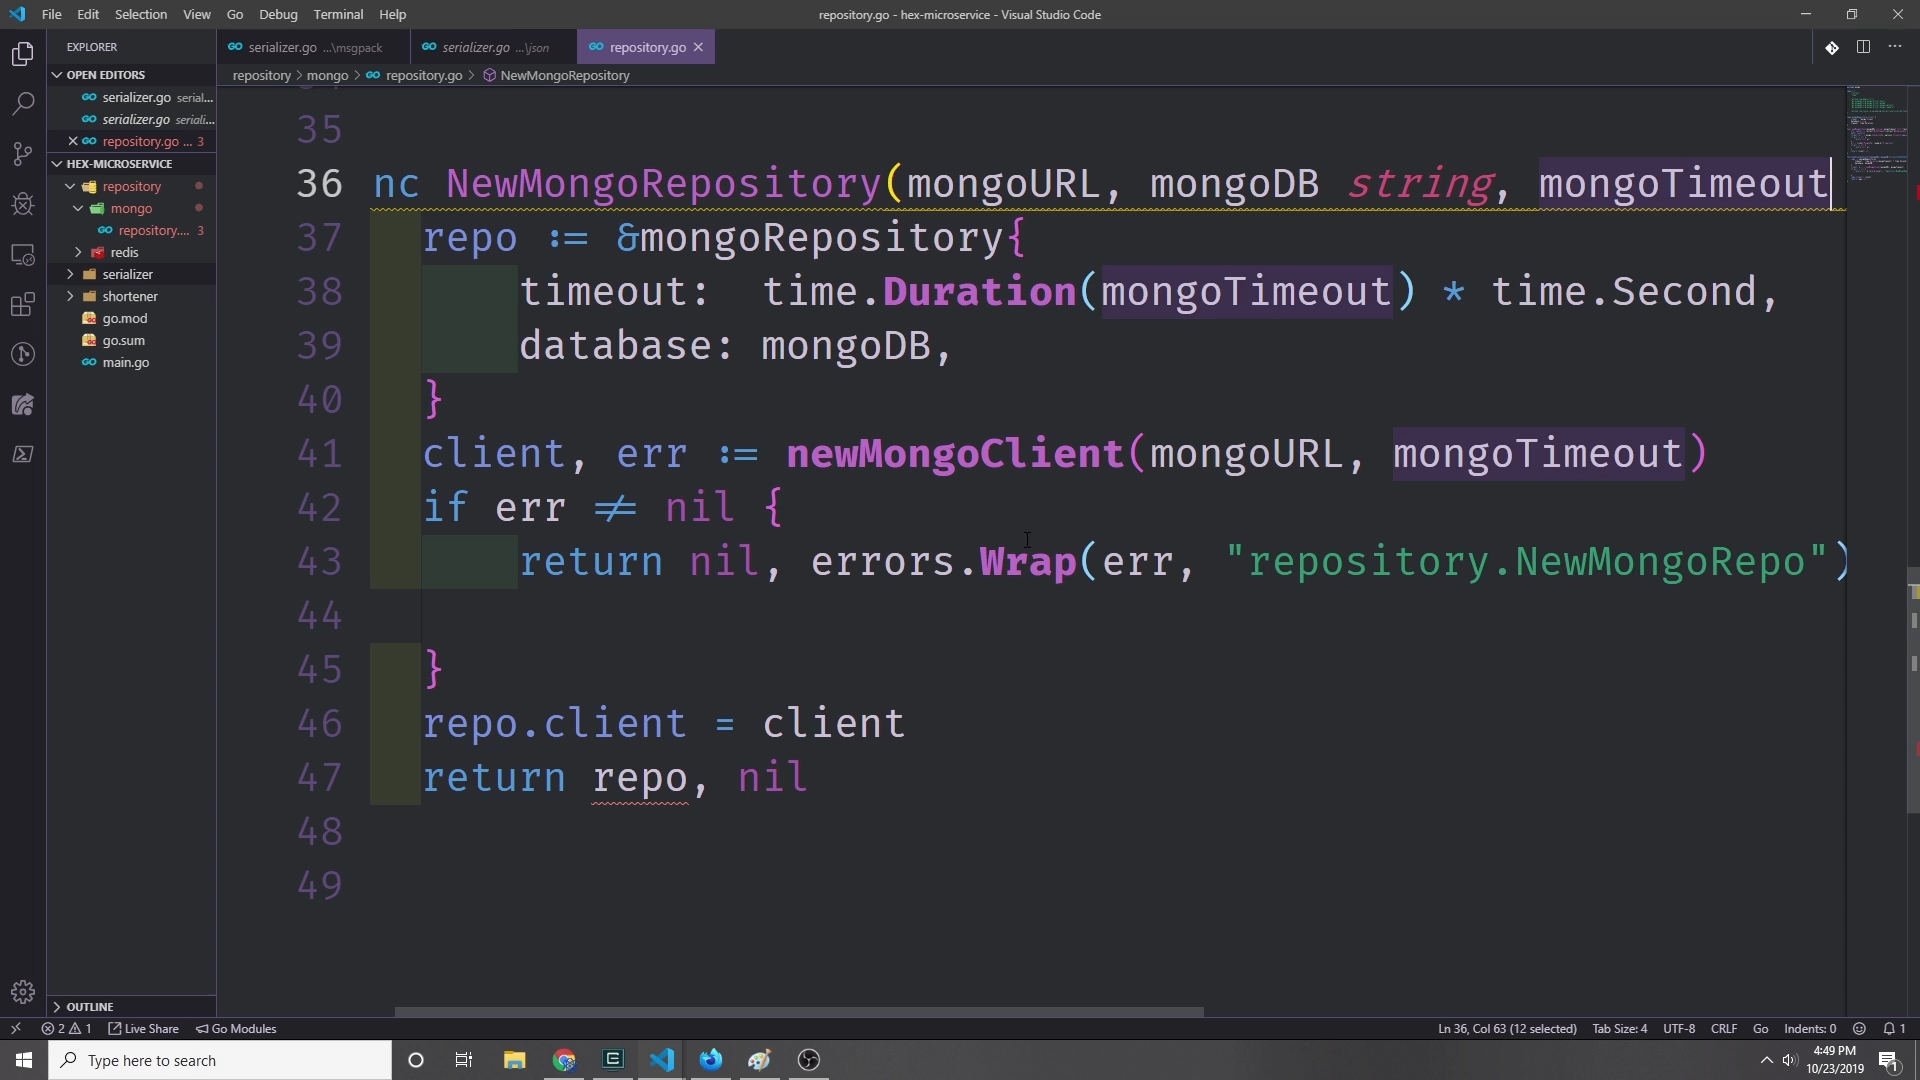 File Edit Selection View Go Debug Terminal Help
repository.go - hex-microservice - Visual Studio Code
EXPLORER
serializer.go ...\msgpack
serializer.go ...\json
repository.go
OPEN EDITORS
repository > mongo > repository.go > NewMongoRepository
serializer.go serial...
serializer.go seriali...
repository.go ... 3
HEX-MICROSERVICE
repository
mongo
repository.... 3
redis
serializer
shortener
go.mod
go.sum
main.go
OUTLINE
35
36 nc NewMongoRepository(mongoURL, mongoDB string, mongoTimeout
37 repo := &mongoRepository{
38 timeout: time.Duration(mongoTimeout) * time.Second,
39 database: mongoDB,
40 }
41 client, err := newMongoClient(mongoURL, mongoTimeout)
42 if err ≠ nil {
43 return nil, errors.Wrap(err, "repository.NewMongoRepo")
44
45 }
46 repo.client = client
47 return repo, nil
48
49
2 1 Live Share Go Modules
Ln 36, Col 63 (12 selected) Tab Size: 4 UTF-8 CRLF Go Indents: 0 1
Type here to search
4:49 PM
10/23/2019
1